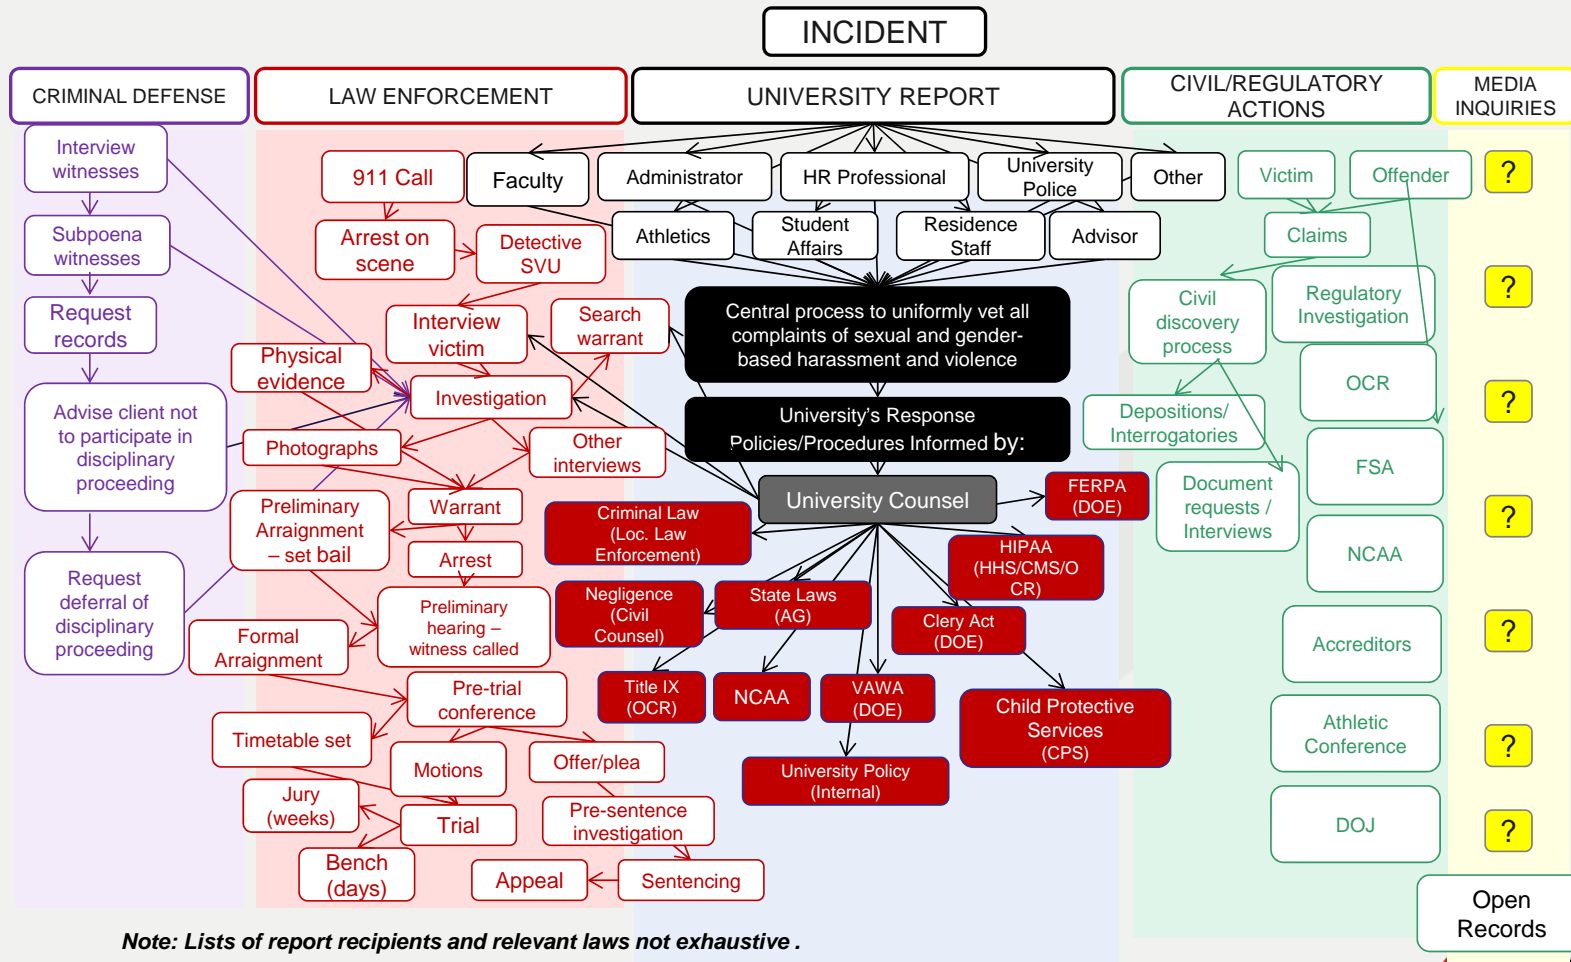 INCIDENT
CRIMINAL DEFENSE
LAW ENFORCEMENT
UNIVERSITY REPORT
CIVIL/REGULATORY
ACTIONS
MEDIA
INQUIRIES
Interview
witnesses
Subpoena
witnesses
Request
records
Advise client not
to participate in
disciplinary
proceeding
Request
deferral of
disciplinary
proceeding
911 Call
Arrest on
scene
Detective
SVU
Interview
victim
Search
warrant
Physical
evidence
Investigation
Photographs
Other
interviews
Warrant
Preliminary
Arraignment
– set bail
Arrest
Preliminary
hearing –
witness called
Formal
Arraignment
Pre-trial
conference
Timetable set
Motions
Offer/plea
Jury
(weeks)
Trial
Pre-sentence
investigation
Bench
(days)
Appeal
Sentencing
Faculty
Administrator
HR Professional
University
Police
Other
Athletics
Student
Affairs
Residence
Staff
Advisor
Central process to uniformly vet all
complaints of sexual and gender-
based harassment and violence
University's Response
Policies/Procedures Informed by:
University Counsel
FERPA
(DOE)
Criminal Law
(Loc. Law
Enforcement)
HIPAA
(HHS/CMS/O
CR)
Negligence
(Civil
Counsel)
State Laws
(AG)
Clery Act
(DOE)
Title IX
(OCR)
NCAA
VAWA
(DOE)
Child Protective
Services
(CPS)
University Policy
(Internal)
Victim
Offender
Claims
Civil
discovery
process
Regulatory
Investigation
OCR
Depositions/
Interrogatories
FSA
Document
requests /
Interviews
NCAA
Accreditors
Athletic
Conference
DOJ
?
?
?
?
?
?
?
Open
Records
Note: Lists of report recipients and relevant laws not exhaustive .